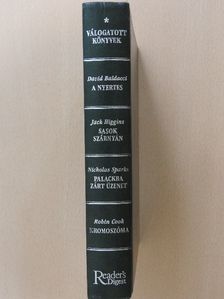 *
VÁLOGATOTT
KÖNYVEK
David Baldacci
A NYERTES
Jack Higgins
SASOK
SZÁRNYÁN
Nicholas Sparks
PALACKBA
ZÁRT ÜZENET
Robin Cook
KROMOSZÓMA
Reader's
Digest